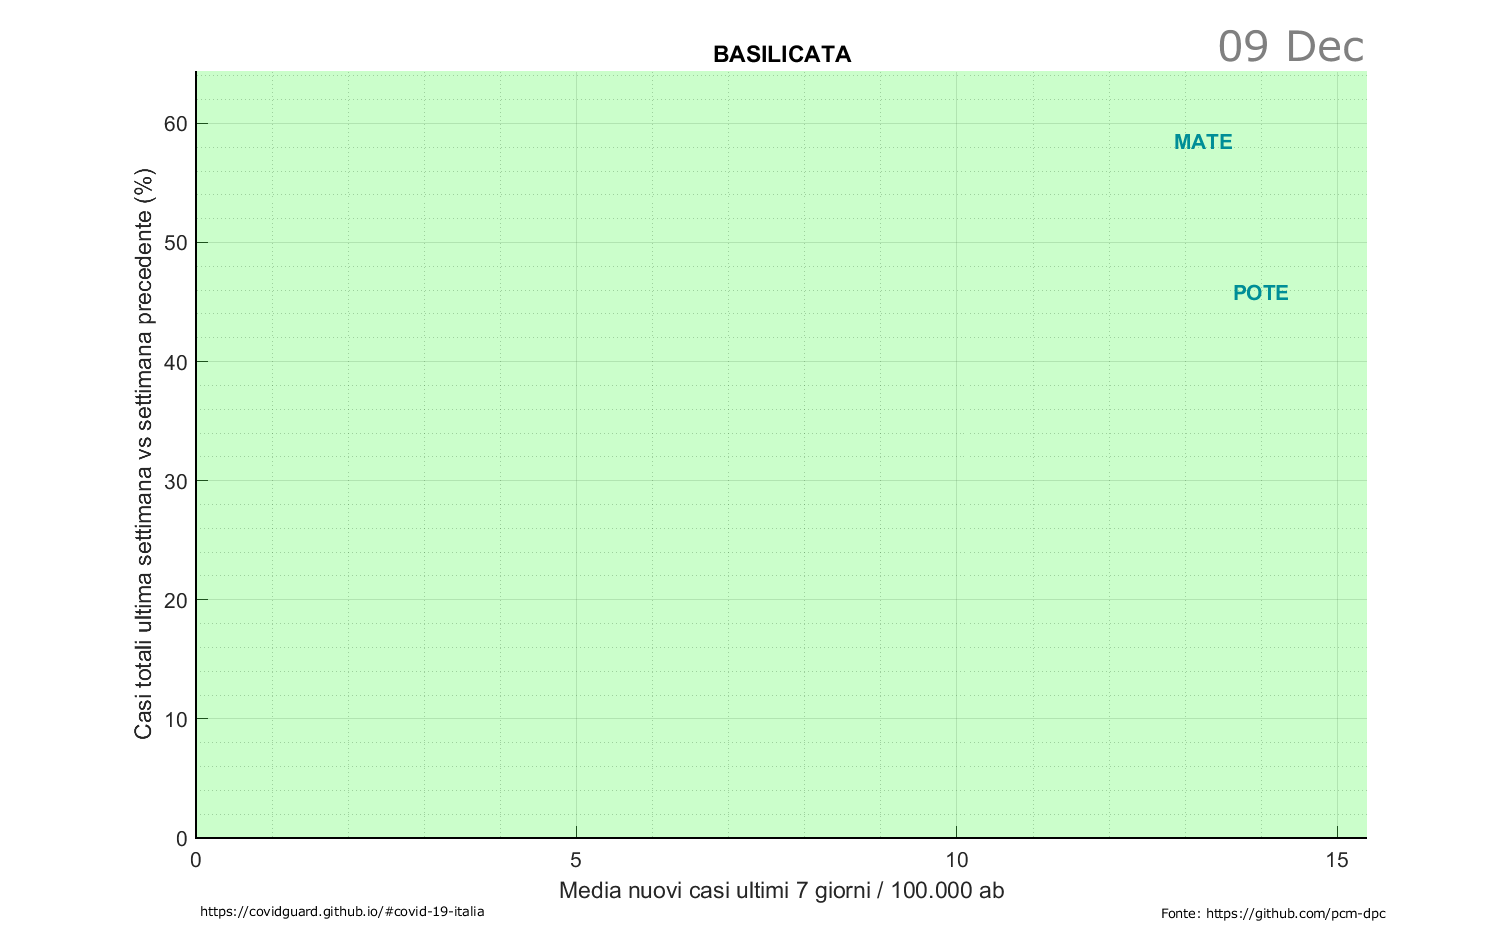 09 Dec
BASILICATA
60
50
40
30
20
10
0
Casi totali ultima settimana vs settimana precedente (%)
MATE
POTE
0 5 10 15
Media nuovi casi ultimi 7 giorni / 100.000 ab
https://covidguard.github.io/#covid-19-italia
Fonte: https://github.com/pcm-dpc